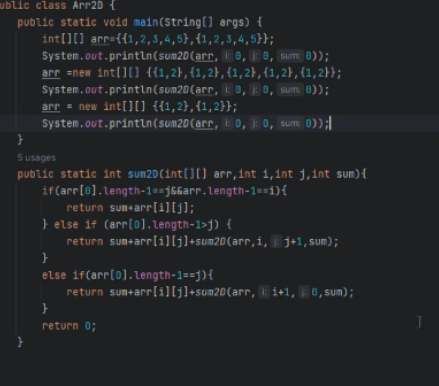 ublic class Arr2D {
public static void main(String[] args) {
int[][] arr={{1,2,3,4,5},{1,2,3,4,5}};
System.out.println(sum2D(arr, i: 0, j: 0, sum: 0));
arr =new int[][] {{1,2},{1,2},{1,2},{1,2},{1,2}};
System.out.println(sum2D(arr, i: 0, j: 0, sum: 0));
arr = new int[][] {{1,2},{1,2}};
System.out.println(sum2D(arr, i: 0, j: 0, sum: 0));
}
5 usages
public static int sum2D(int[][] arr,int i,int j,int sum){
if(arr[0].length-1==j&&arr.length-1==i){
return sum+arr[i][j];
} else if (arr[0].length-1>j) {
return sum+arr[i][j]+sum2D(arr,i, j: j+1,sum);
}
else if(arr[0].length-1==j){
return sum+arr[i][j]+sum2D(arr, i: i+1, j: 0,sum);
}
return 0;
}